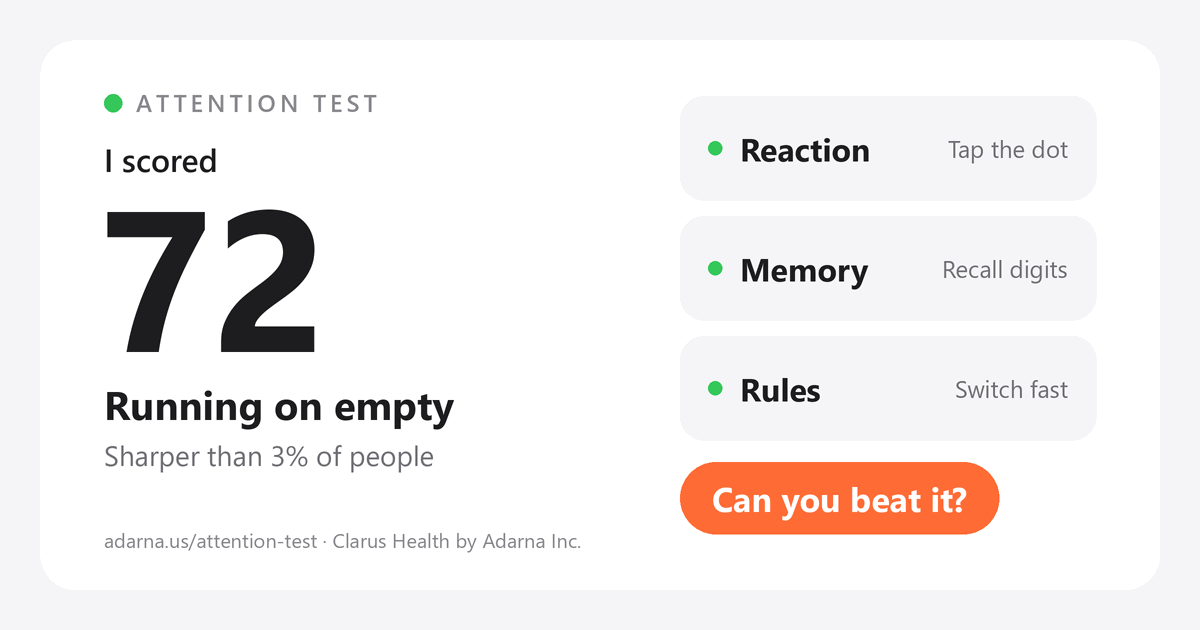 ATTENTION TEST
I scored
72
Running on empty
Sharper than 3% of people
adarna.us/attention-test · Clarus Health by Adarna Inc.
Reaction Tap the dot
Memory Recall digits
Rules Switch fast
Can you beat it?